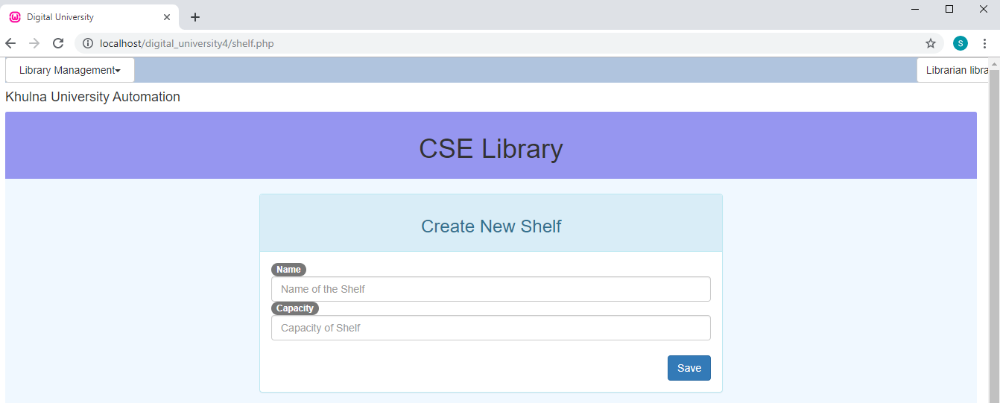 Digital University
localhost/digital_university4/shelf.php
S
Library Management
Librarian libra
Khulna University Automation
CSE Library
Create New Shelf
Name
Name of the Shelf
Capacity
Capacity of Shelf
Save